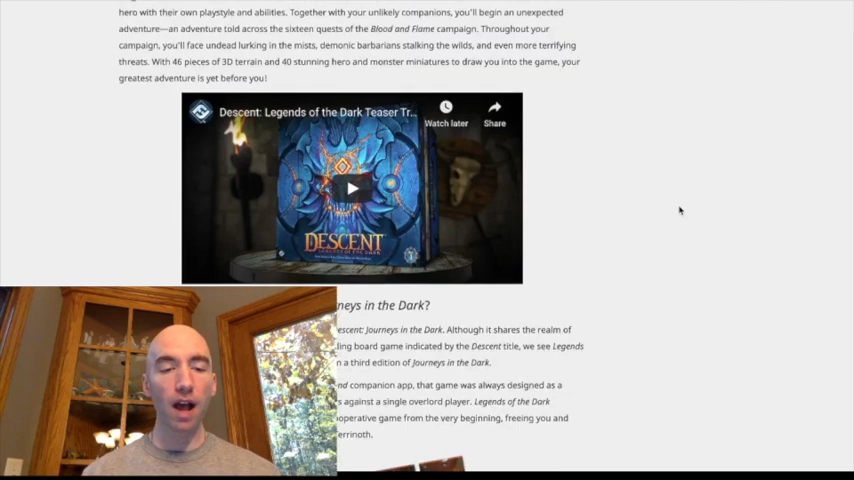 hero with their own playstyle and abilities. Together with your unlikely companions, you'll begin an unexpected
adventure—an adventure told across the sixteen quests of the Blood and Flame campaign. Throughout your
campaign, you'll face undead lurking in the mists, demonic barbarians stalking the wilds, and even more terrifying
threats. With 46 pieces of 3D terrain and 40 stunning hero and monster miniatures to draw you into the game, your
greatest adventure is yet before you!
Descent: Legends of the Dark Teaser Tr...
Watch later
Share
DESCENT
LEGENDS OF THE DARK
neys in the Dark?
escent: Journeys in the Dark. Although it shares the realm of
ling board game indicated by the Descent title, we see Legends
n a third edition of Journeys in the Dark.
nd companion app, that game was always designed as a
s against a single overlord player. Legends of the Dark
operative game from the very beginning, freeing you and
errinoth.